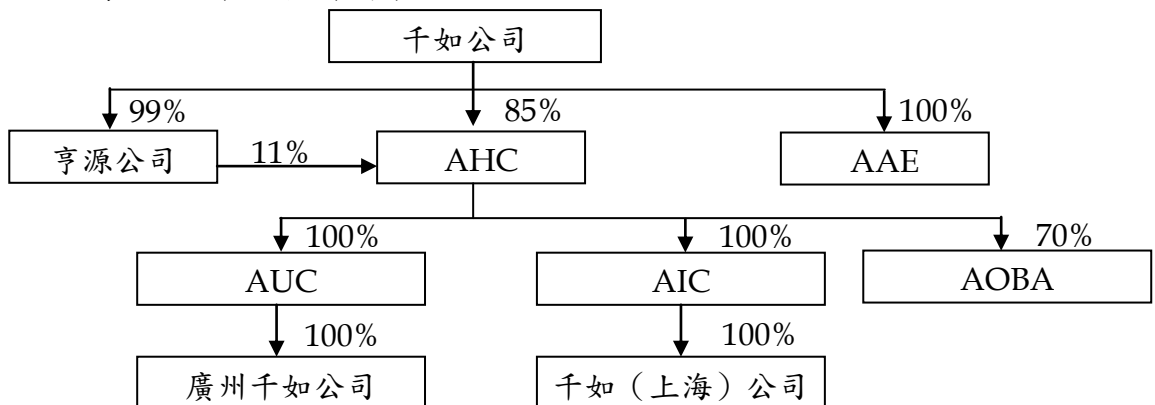 千如公司
99% 85% 100%
亨源公司 11% AHC AAE
100% 100% 70%
AUC AIC AOBA
100% 100%
廣州千如公司 千如（上海）公司